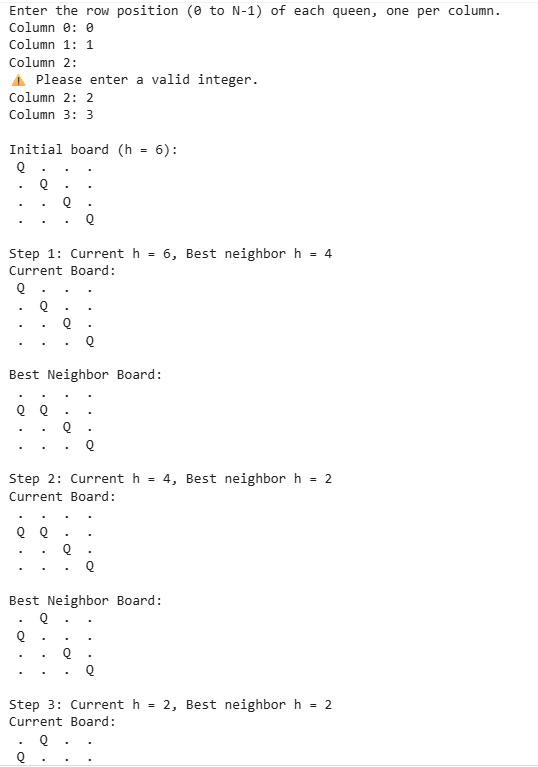 Enter the row position (0 to N-1) of each queen, one per column.
Column 0: 0
Column 1: 1
Column 2:
⚠ Please enter a valid integer.
Column 2: 2
Column 3: 3
Initial board (h = 6):
Q . . .
. Q . .
. . Q .
. . . Q
Step 1: Current h = 6, Best neighbor h = 4
Current Board:
Q . . .
. Q . .
. . Q .
. . . Q
Best Neighbor Board:
. . . .
Q Q . .
. . Q .
. . . Q
Step 2: Current h = 4, Best neighbor h = 2
Current Board:
. . . .
Q Q . .
. . Q .
. . . Q
Best Neighbor Board:
. Q . .
Q . . .
. . Q .
. . . Q
Step 3: Current h = 2, Best neighbor h = 2
Current Board:
. Q . .
Q . . .